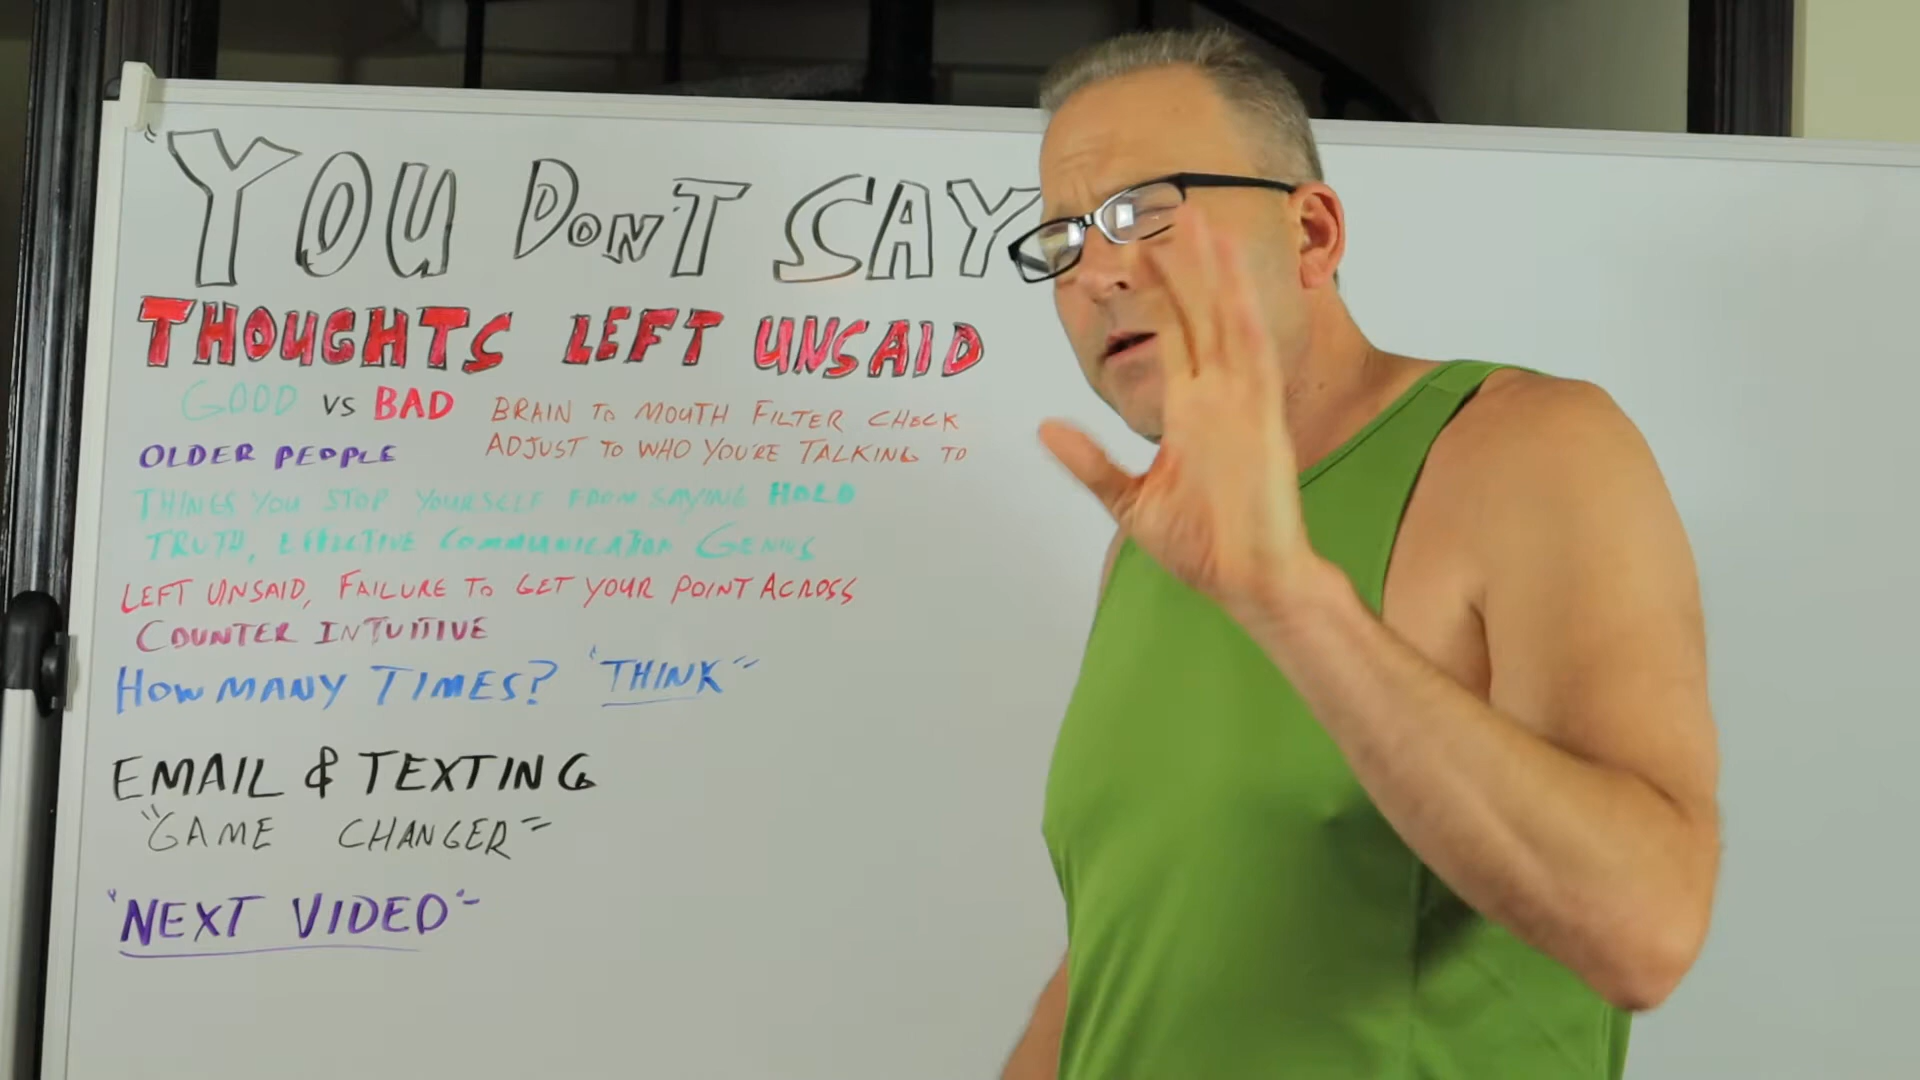 "YOU DON'T SAY
THOUGHTS LEFT UNSAID
GOOD VS BAD
BRAIN TO MOUTH FILTER CHECK
OLDER PEOPLE
ADJUST TO WHO YOU'RE TALKING TO
THINGS YOU STOP YOURSELF FROM SAYING HOLD
TRUTH, EFFECTIVE COMMUNICATION GENIUS
LEFT UNSAID, FAILURE TO GET YOUR POINT ACROSS
COUNTER INTUITIVE
HOW MANY TIMES? "THINK"
EMAIL & TEXTING
"GAME CHANGER"
"NEXT VIDEO"